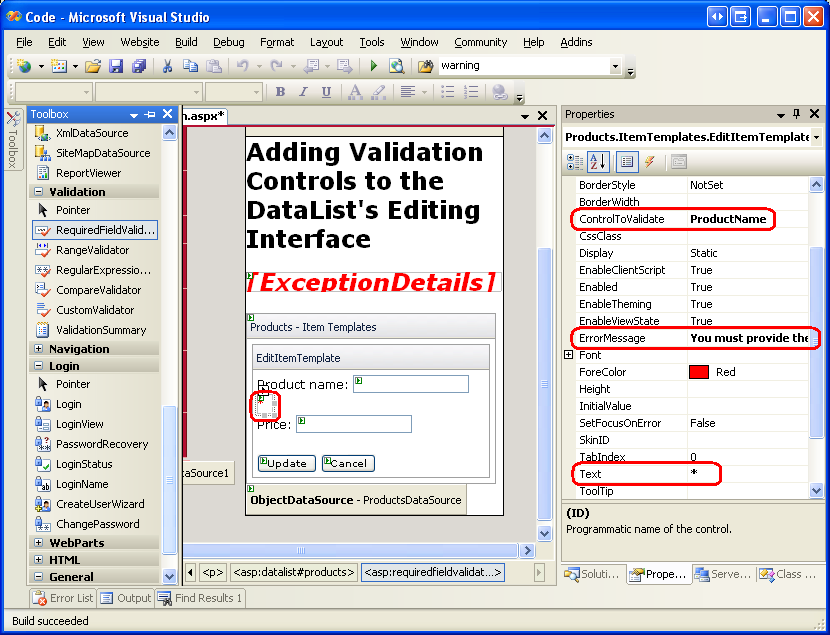 Code - Microsoft Visual Studio
File Edit View Website Build Debug Format Layout Tools Window Community Help Addins
warning
B I U A
Toolbox
Toolbox
XmlDataSource
SiteMapDataSource
ReportViewer
Validation
Pointer
RequiredFieldValid...
RangeValidator
RegularExpressio...
CompareValidator
CustomValidator
ValidationSummary
Navigation
Login
Pointer
Login
LoginView
PasswordRecovery
LoginStatus
LoginName
CreateUserWizard
ChangePassword
WebParts
HTML
General
n.aspx*
Adding Validation
Controls to the
DataList's Editing
Interface
[ExceptionDetails]
Products - Item Templates
EditItemTemplate
Product name:
*
Price:
Update Cancel
aSource1
ObjectDataSource - ProductsDataSource
<p> <asp:datalist#products> <asp:requiredfieldvalidat...>
Properties
Products.ItemTemplates.EditItemTemplate
BorderStyle NotSet
BorderWidth
ControlToValidate ProductName
CssClass
Display Static
EnableClientScript True
Enabled True
EnableTheming True
EnableViewState True
ErrorMessage You must provide the
Font
ForeColor Red
Height
InitialValue
SetFocusOnError False
SkinID
TabIndex 0
Text *
ToolTip
(ID)
Programmatic name of the control.
Soluti... Prope... Serve... Class ...
Error List Output Find Results 1
Build succeeded